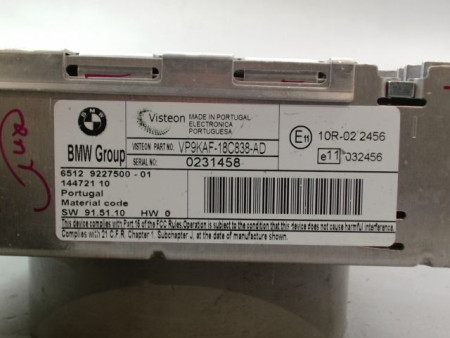 BMW
BMW Group
Visteon
MADE IN PORTUGAL
ELECTRONICA
PORTUGUESA
VISTEON PART NO. VP9KAF-18C838-AD
SERIAL NO: 0231458
E11 10R-02 2456
e11 032456
6512 9227500 - 01
144721 10
Portugal
Material code
SW 91.51.10 HW 0
This device complies with Part 15 of the FCC Rules.Operation is subject to the condition that this device does not cause harmful interference.
Complies with 21 C.F.R. Chapter 1, Subchapter J, at the date of manufacture shown.